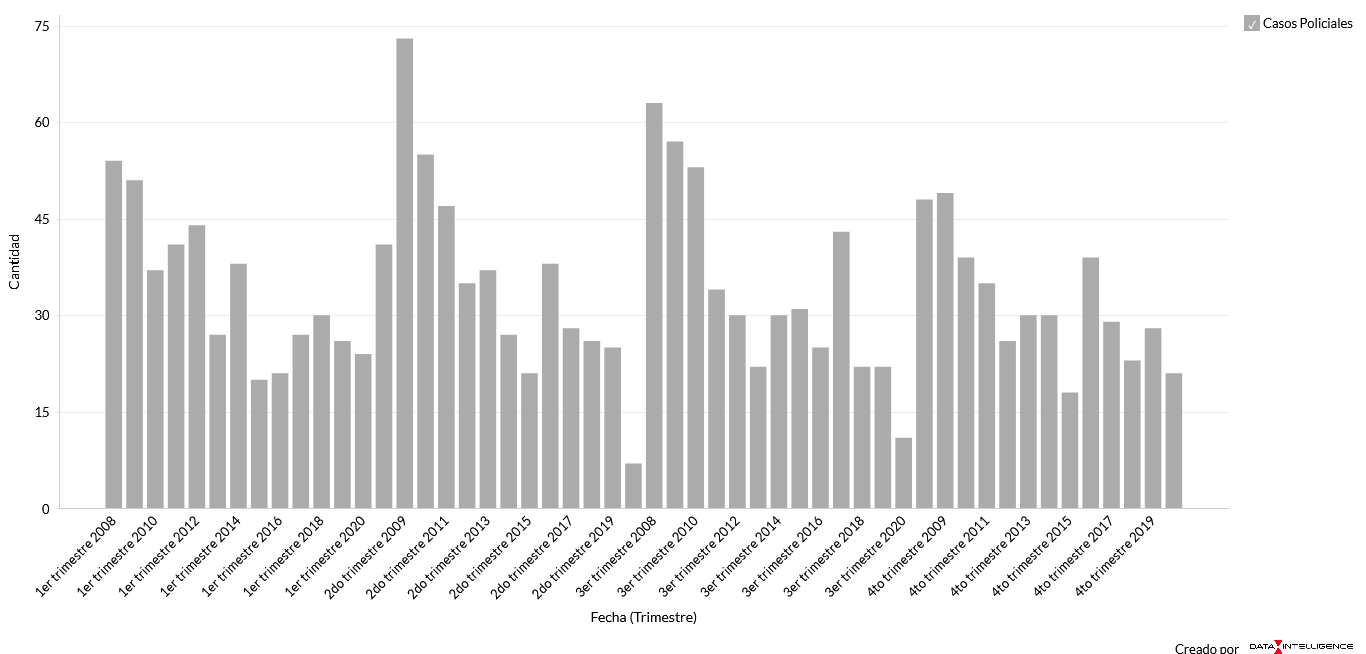 75
60
45
30
15
0
Cantidad
1er trimestre 2008
1er trimestre 2010
1er trimestre 2012
1er trimestre 2014
1er trimestre 2016
1er trimestre 2018
1er trimestre 2020
2do trimestre 2009
2do trimestre 2011
2do trimestre 2013
2do trimestre 2015
2do trimestre 2017
2do trimestre 2019
3er trimestre 2008
3er trimestre 2010
3er trimestre 2012
3er trimestre 2014
3er trimestre 2016
3er trimestre 2018
3er trimestre 2020
4to trimestre 2009
4to trimestre 2011
4to trimestre 2013
4to trimestre 2015
4to trimestre 2017
4to trimestre 2019
Fecha (Trimestre)
Casos Policiales
Creado por DATA INTELLIGENCE